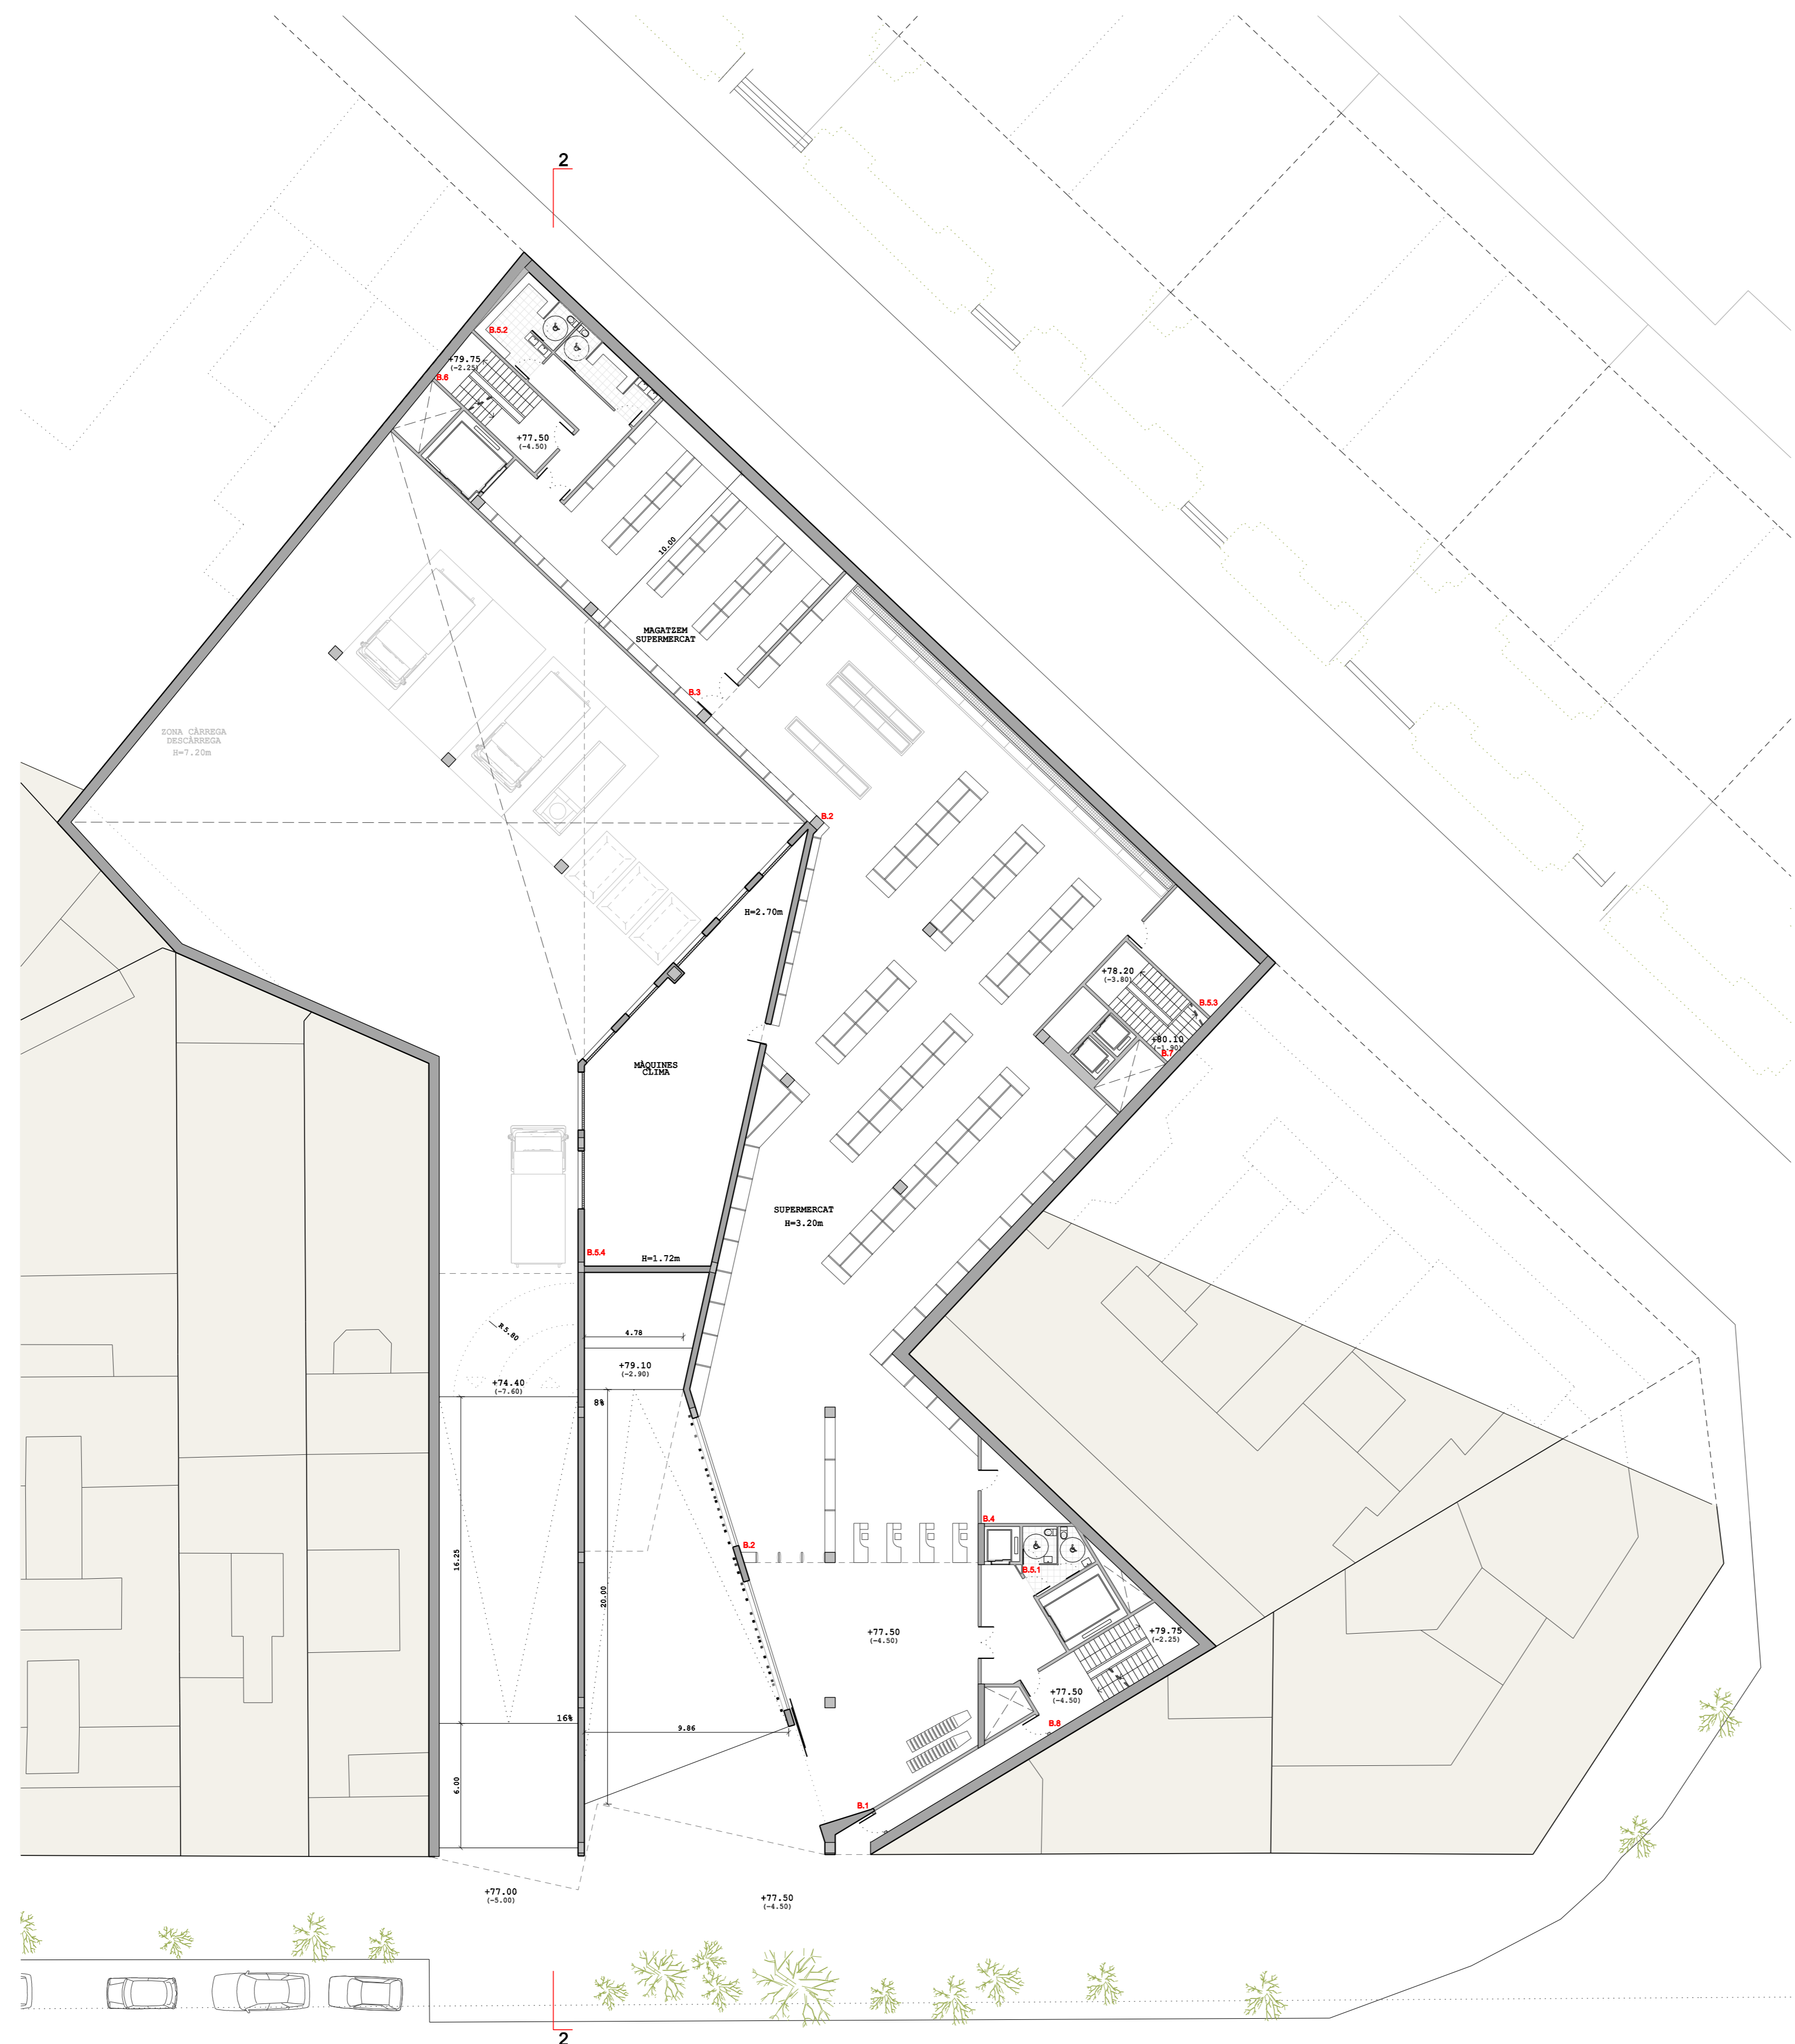 2
B.5.2
+79.75
(-2.25)
B.6
+77.50
(-4.50)
10.00
MAGATZEM
SUPERMERCAT
B.3
ZONA CÀRREGA
DESCÀRREGA
H=7.20m
B.2
H=2.70m
+78.20
(-3.80)
B.5.3
+80.10
(-1.90)
B.7
MÀQUINES
CLIMA
SUPERMERCAT
H=3.20m
B.5.4
H=1.72m
R5.80
4.78
+79.10
(-2.90)
+74.40
(-7.60)
8%
B.4
B.2
16.25
B.5.1
20.00
+77.50
(-4.50)
+79.75
(-2.25)
+77.50
(-4.50)
16%
9.86
B.8
6.00
B.1
+77.00
(-5.00)
+77.50
(-4.50)
2